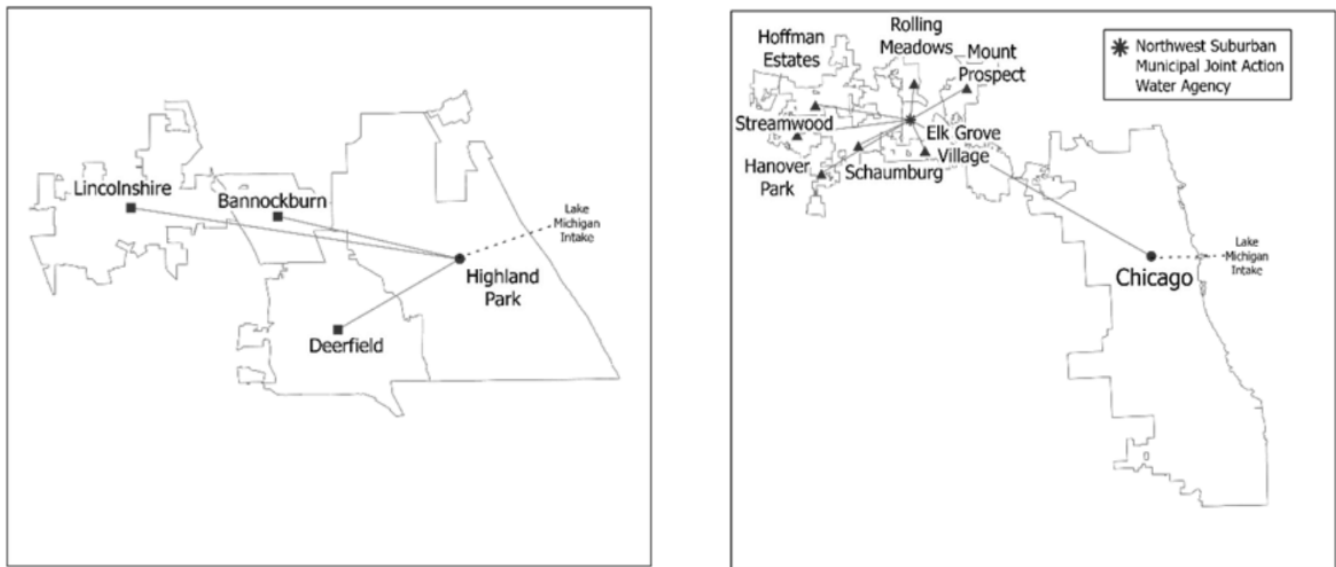 Lincolnshire
Bannockburn
Lake
Michigan
Intake
Highland
Park
Deerfield
Rolling
Meadows
Hoffman
Estates
Mount
Prospect
Northwest Suburban
Municipal Joint Action
Water Agency
Streamwood
Elk Grove
Village
Hanover
Park
Schaumburg
Lake
Michigan
Intake
Chicago